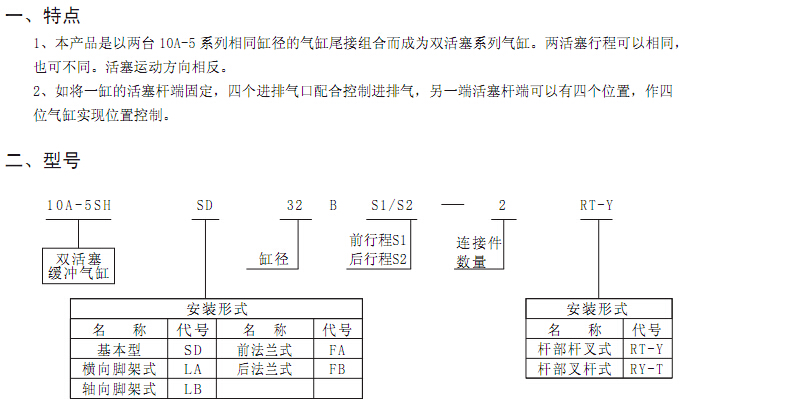 一、特点
1、本产品是以两台10A-5系列相同缸径的气缸尾接组合而成为双活塞系列气缸。两活塞行程可以相同，
也可不同。活塞运动方向相反。
2、如将一缸的活塞杆端固定，四个进排气口配合控制进排气，另一端活塞杆端可以有四个位置，作四
位气缸实现位置控制。
二、型号
10A-5SH SD 32 B S1/S2 — 2 RT-Y
双活塞
缓冲气缸
缸径
前行程S1
后行程S2
连接件
数量
安装形式
名 称 代号 名 称 代号
基本型 SD 前法兰式 FA
横向脚架式 LA 后法兰式 FB
轴向脚架式 LB
安装形式
名 称 代号
杆部杆叉式 RT-Y
杆部叉杆式 RY-T